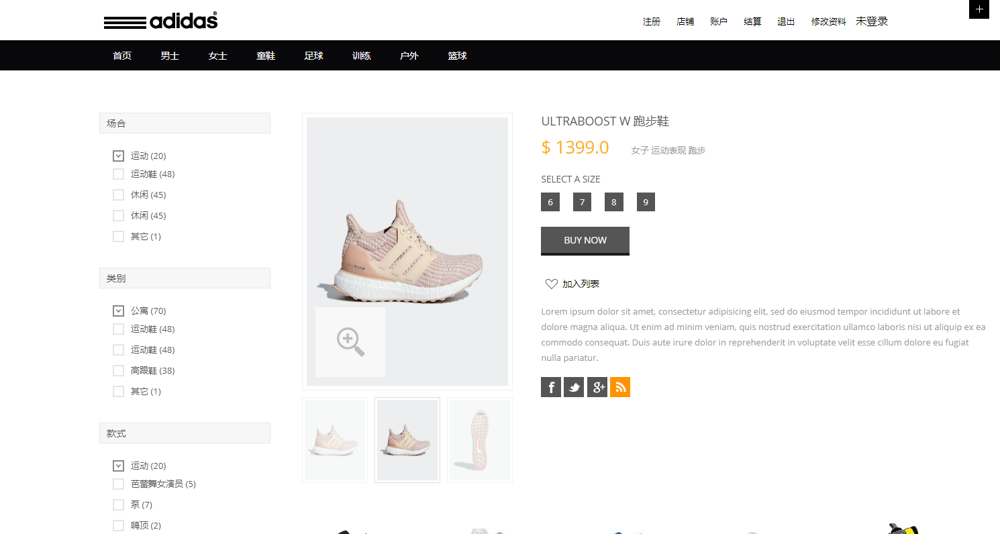 adidas®
注册 店铺 账户 结算 退出 修改资料 未登录
首页 男士 女士 童鞋 足球 训练 户外 篮球
场合
运动 (20)
运动鞋 (48)
休闲 (45)
休闲 (45)
其它 (1)
类别
公寓 (70)
运动鞋 (48)
运动鞋 (48)
高跟鞋 (38)
其它 (1)
款式
运动 (20)
芭蕾舞女演员 (5)
泵 (7)
嗨顶 (2)
ULTRABOOST W 跑步鞋
$ 1399.0 女子 运动表现 跑步
SELECT A SIZE
6 7 8 9
BUY NOW
加入列表
Lorem ipsum dolor sit amet, consectetur adipisicing elit, sed do eiusmod tempor incididunt ut labore et
dolore magna aliqua. Ut enim ad minim veniam, quis nostrud exercitation ullamco laboris nisi ut aliquip ex ea
commodo consequat. Duis aute irure dolor in reprehenderit in voluptate velit esse cillum dolore eu fugiat
nulla pariatur.